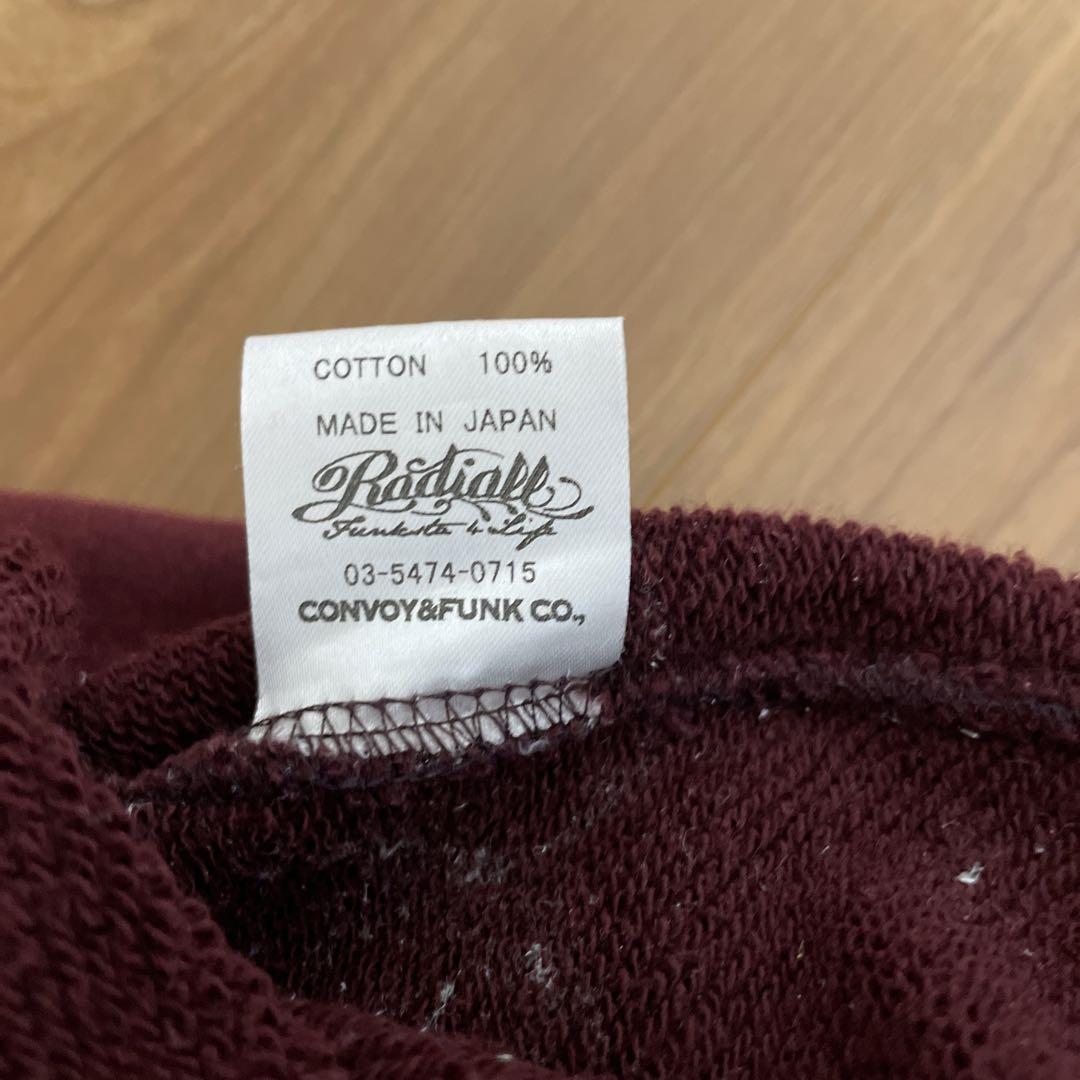 COTTON 100%
MADE IN JAPAN
Radiall
Funksta 4 Life
03-5474-0715
CONVOY&FUNK CO.,